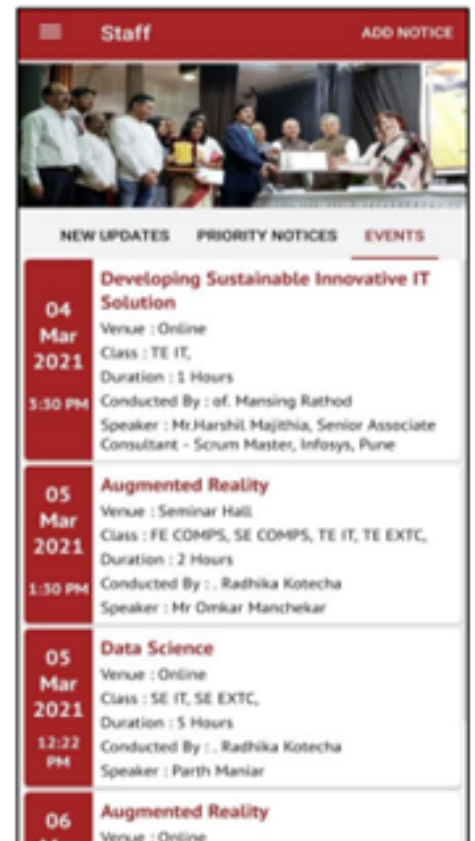 Staff
ADD NOTICE
NEW UPDATES
PRIORITY NOTICES
EVENTS
04
Mar
2021
3:30 PM
Developing Sustainable Innovative IT
Solution
Venue : Online
Class : TE IT,
Duration : 1 Hours
Conducted By : of. Mansing Rathod
Speaker : Mr.Harshil Majithia, Senior Associate
Consultant - Scrum Master, Infosys, Pune
05
Mar
2021
1:30 PM
Augmented Reality
Venue : Seminar Hall
Class : FE COMPS, SE COMPS, TE IT, TE EXTC,
Duration : 2 Hours
Conducted By : . Radhika Kotecha
Speaker : Mr Omkar Manchekar
05
Mar
2021
12:22
PM
Data Science
Venue : Online
Class : SE IT, SE EXTC,
Duration : 5 Hours
Conducted By : . Radhika Kotecha
Speaker : Parth Maniar
06
Augmented Reality
Venue : Online